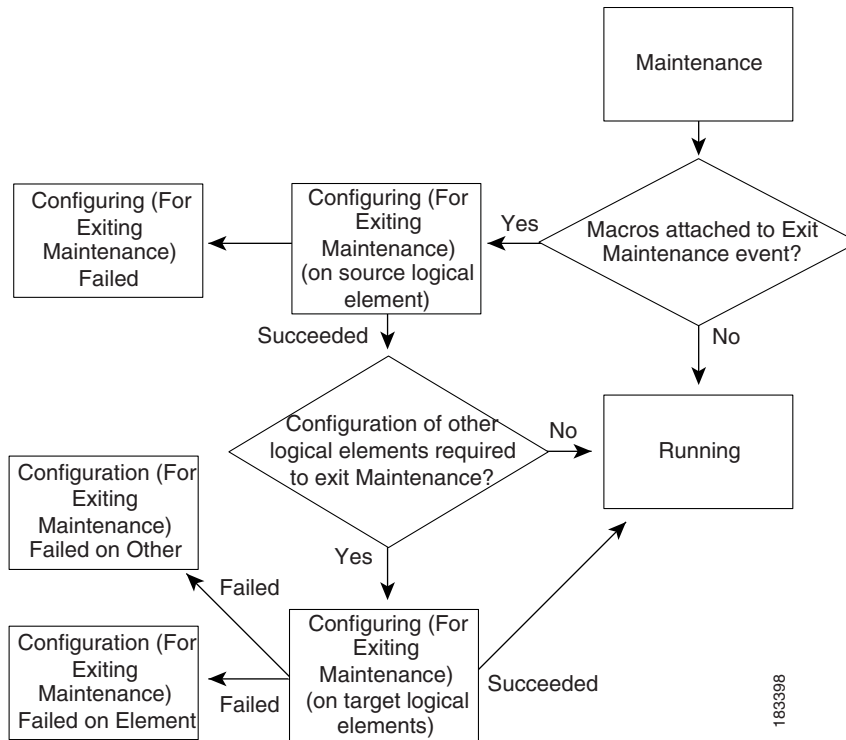 Maintenance
Macros attached to Exit
Maintenance event?
Yes
No
Configuring (For
Exiting
Maintenance)
(on source logical
element)
Configuring (For
Exiting
Maintenance)
Failed
Succeeded
Configuration of other
logical elements required
to exit Maintenance?
No
Running
Yes
Configuring (For
Exiting
Maintenance)
(on target logical
elements)
Succeeded
Failed
Configuration (For
Exiting
Maintenance)
Failed on Other
Failed
Configuration (For
Exiting
Maintenance)
Failed on Element
183398